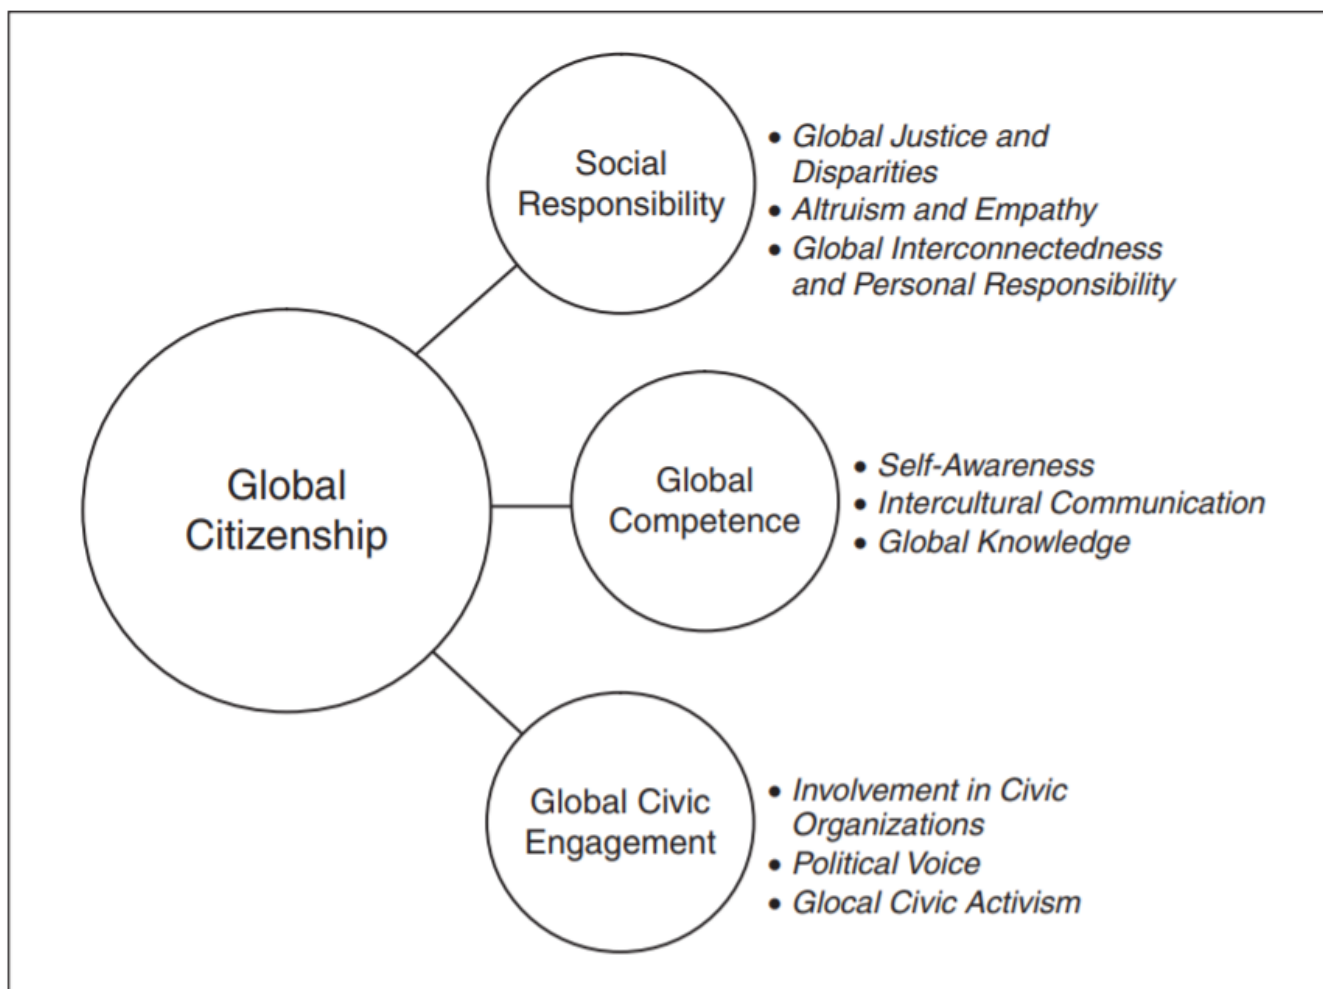 Social
Responsibility
• Global Justice and
Disparities
• Altruism and Empathy
• Global Interconnectedness
and Personal Responsibility
Global
Citizenship
Global
Competence
• Self-Awareness
• Intercultural Communication
• Global Knowledge
Global Civic
Engagement
• Involvement in Civic
Organizations
• Political Voice
• Glocal Civic Activism